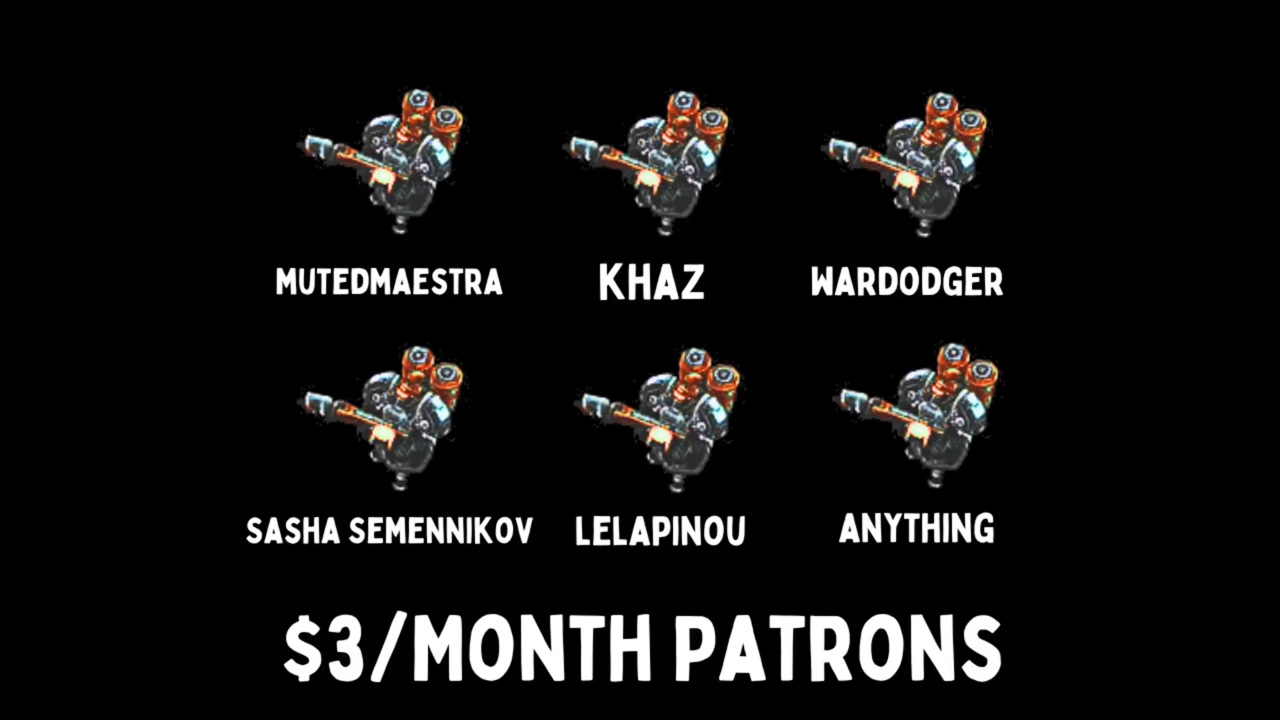 MUTEDMAESTRA
KHAZ
WARDODGER
SASHA SEMENNIKOV
LELAPINOU
ANYTHING
$3/MONTH PATRONS